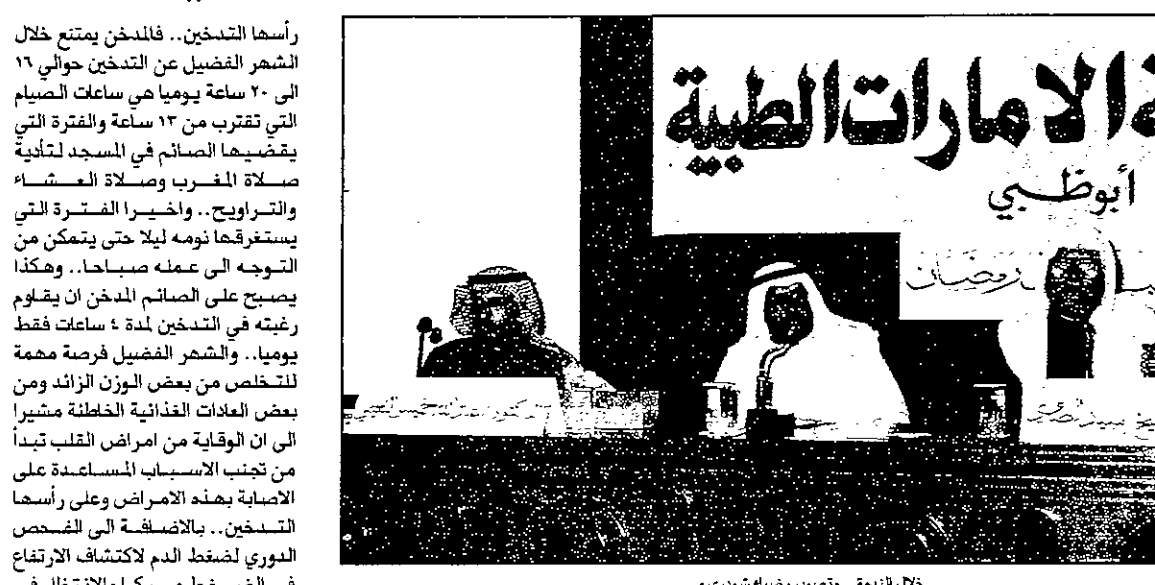 رأسها التدخين.. فالمدخن يمتنع خلال
الشهر الفضيل عن التدخين حوالي ١٦
الى ٢٠ ساعة يوميا هي ساعات الصيام
التي تقترب من ١٣ ساعة والفترة التي
يقضيها الصائم في المسجد لتأدية
صلاة المغرب وصلاة العشاء
والتراويح.. واخيرا الفترة التي
يستغرقها نومه ليلا حتى يتمكن من
التوجه الى عمله صباحا.. وهكذا
يصبح على الصائم المدخن ان يقاوم
رغبته في التدخين لمدة ٤ ساعات فقط
يوميا.. والشهر الفضيل فرصة مهمة
للتخلص من بعض الوزن الزائد ومن
بعض العادات الغذائية الخاطئة مشيرا
الى ان الوقاية من امراض القلب تبدأ
من تجنب الاسباب المساعدة على
الاصابة بهذه الامراض وعلى رأسها
التدخين.. بالاضافة الى الفحص
الدوري لضغط الدم لاكتشاف الارتفاع
ة الامارات الطبية
أبوظبي
رمضان
خلال الندوة